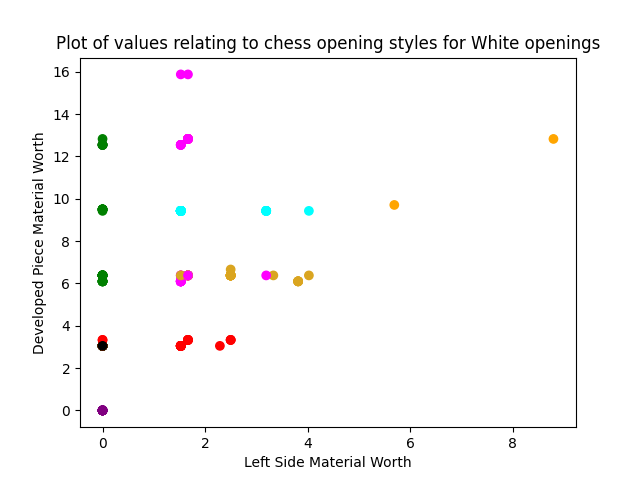 Plot of values relating to chess opening styles for White openings
16
14
12
10
8
6
4
2
0
Developed Piece Material Worth
0 2 4 6 8
Left Side Material Worth